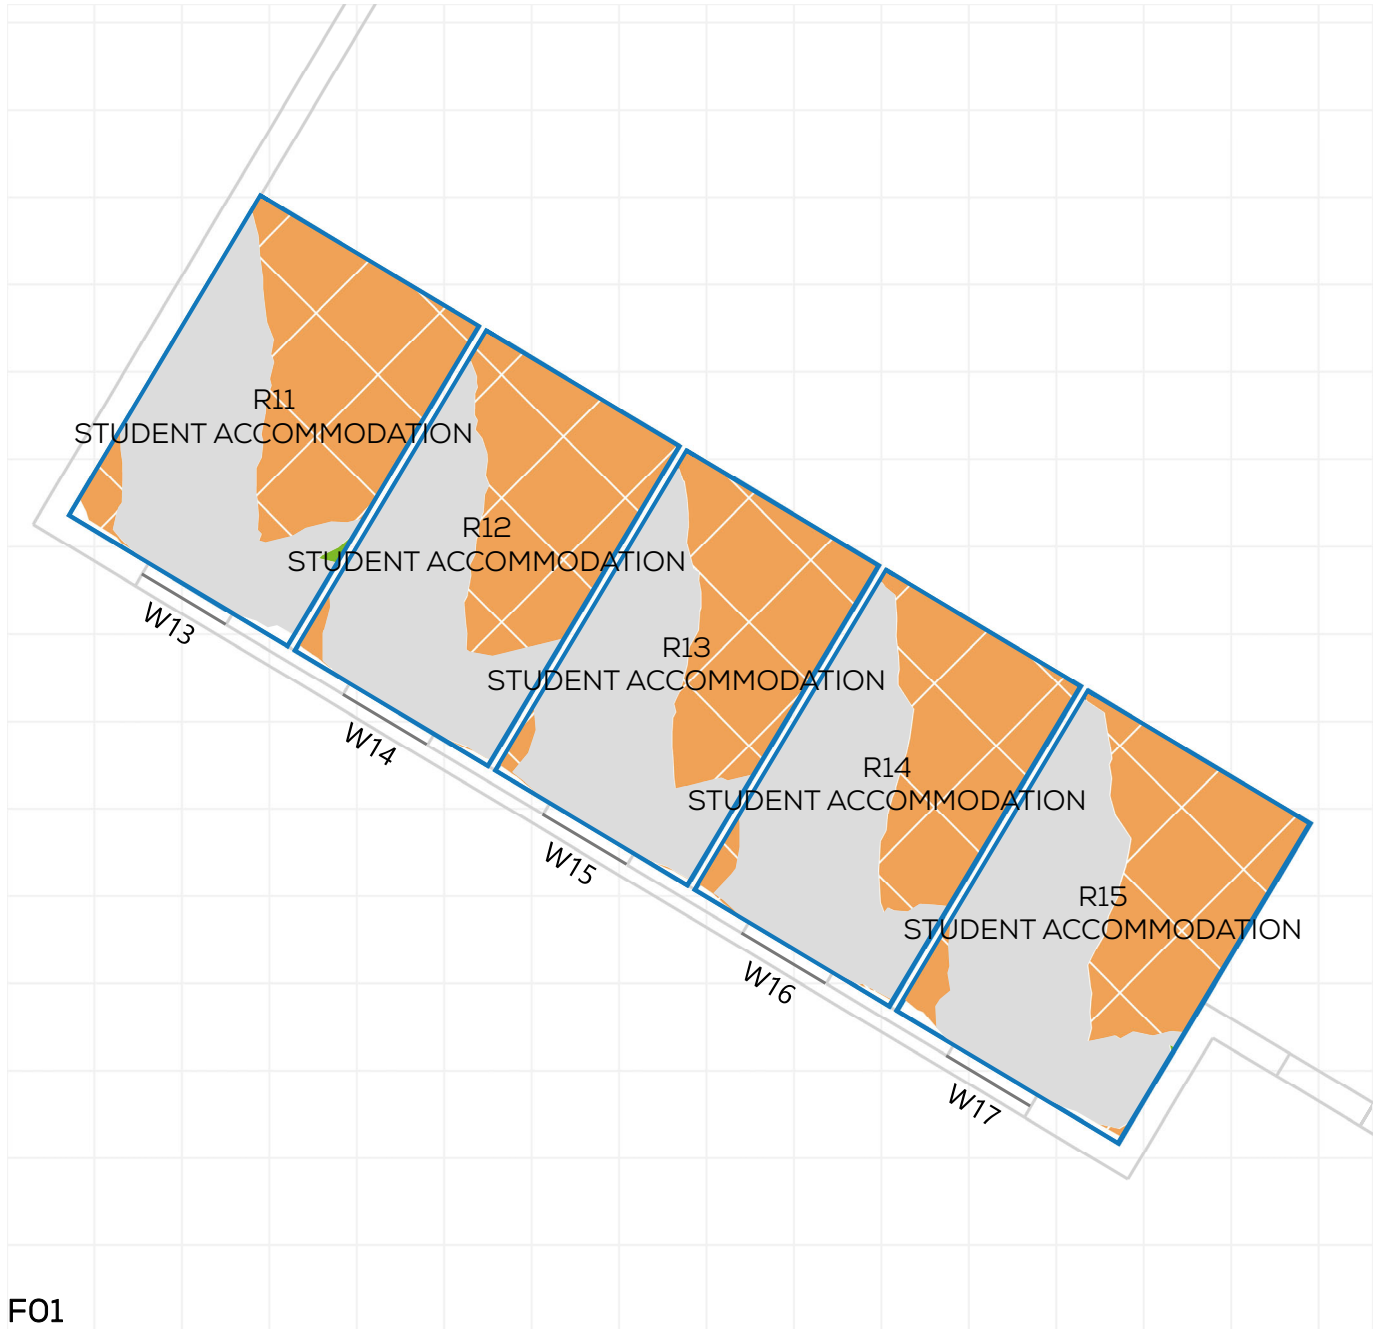 R11
STUDENT ACCOMMODATION
R12
STUDENT ACCOMMODATION
W13
R13
STUDENT ACCOMMODATION
W14
R14
STUDENT ACCOMMODATION
W15
R15
STUDENT ACCOMMODATION
W16
W17
F01